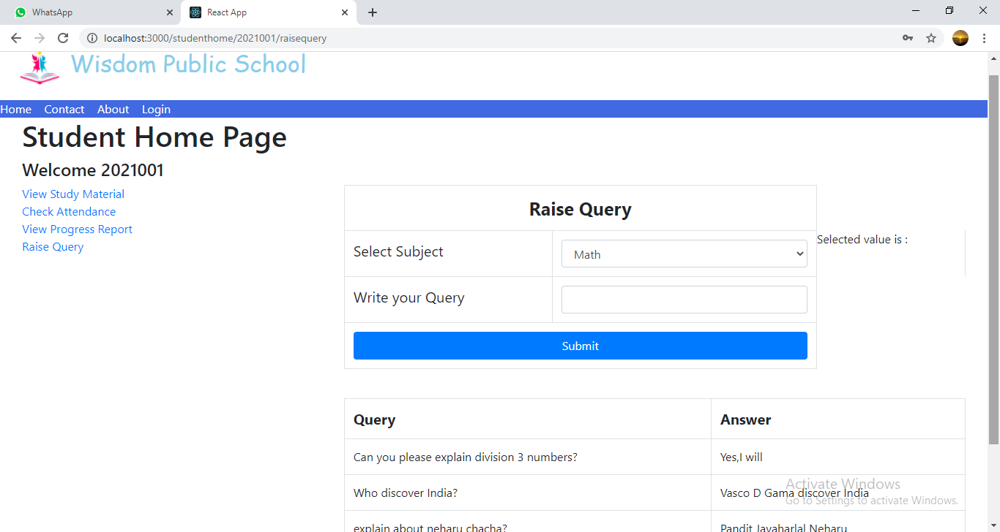 WhatsApp
React App
localhost:3000/studenthome/2021001/raisequery
Wisdom Public School
Home Contact About Login
Student Home Page
Welcome 2021001
View Study Material
Check Attendance
View Progress Report
Raise Query
Raise Query
Select Subject
Math
Selected value is :
Write your Query
Submit
Query Answer
Can you please explain division 3 numbers? Yes,I will
Who discover India? Vasco D Gama discover India
explain about neharu chacha? Pandit Javaharlal Neharu
Activate Windows
Go to Settings to activate Windows.